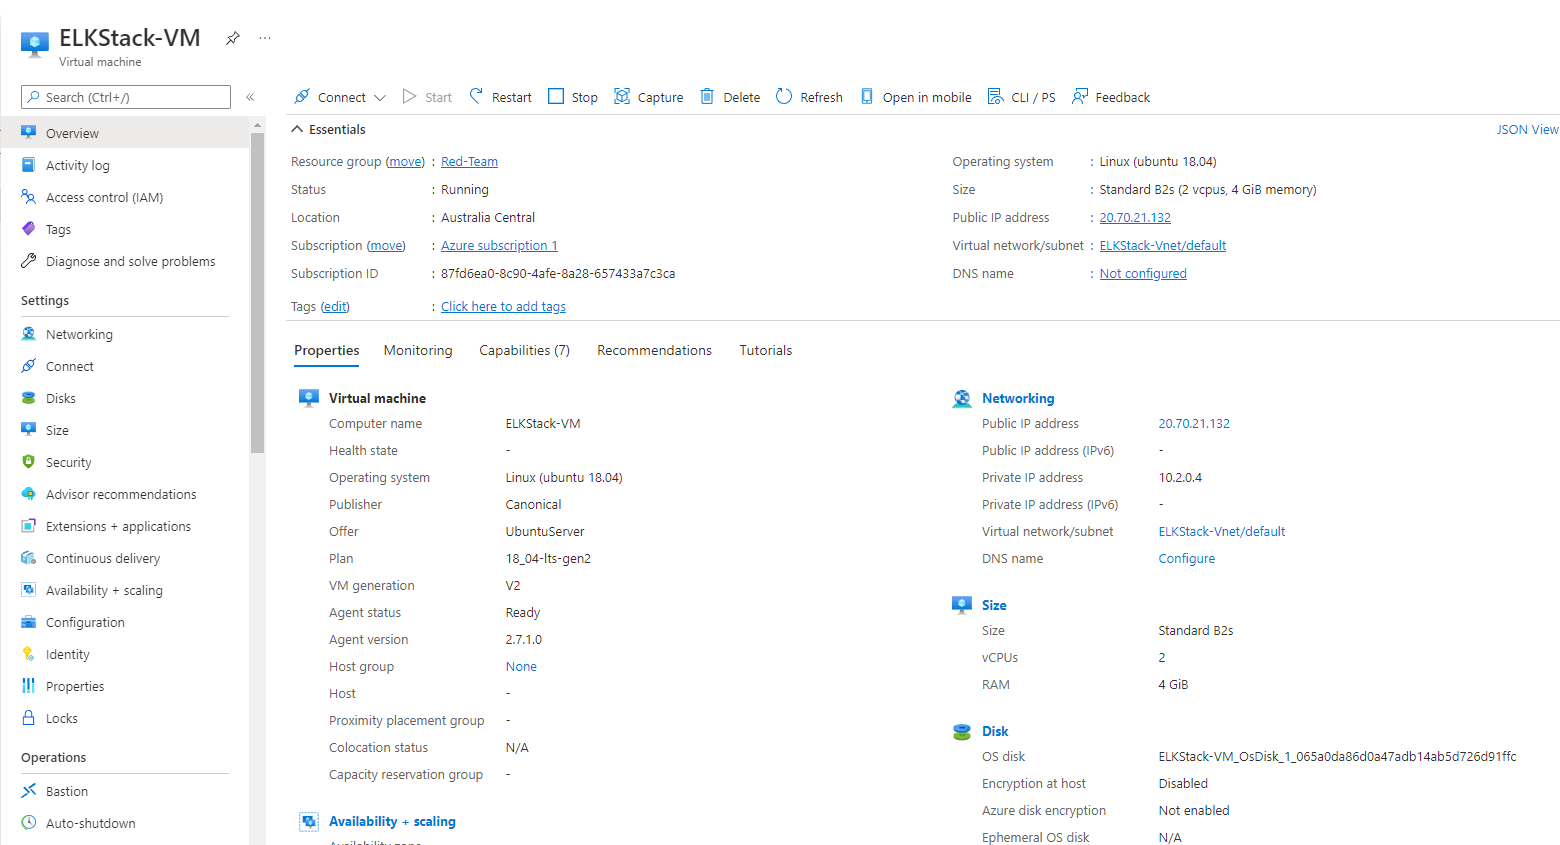 ELKStack-VM
Virtual machine
Search (Ctrl+/)
Overview
Activity log
Access control (IAM)
Tags
Diagnose and solve problems
Settings
Networking
Connect
Disks
Size
Security
Advisor recommendations
Extensions + applications
Continuous delivery
Availability + scaling
Configuration
Identity
Properties
Locks
Operations
Bastion
Auto-shutdown
Connect Start Restart Stop Capture Delete Refresh Open in mobile CLI / PS Feedback
Essentials
JSON View
Resource group (move) : Red-Team
Status : Running
Location : Australia Central
Subscription (move) : Azure subscription 1
Subscription ID : 87fd6ea0-8c90-4afe-8a28-657433a7c3ca
Tags (edit) : Click here to add tags
Operating system : Linux (ubuntu 18.04)
Size : Standard B2s (2 vcpus, 4 GiB memory)
Public IP address : 20.70.21.132
Virtual network/subnet : ELKStack-Vnet/default
DNS name : Not configured
Properties Monitoring Capabilities (7) Recommendations Tutorials
Virtual machine
Computer name ELKStack-VM
Health state -
Operating system Linux (ubuntu 18.04)
Publisher Canonical
Offer UbuntuServer
Plan 18_04-lts-gen2
VM generation V2
Agent status Ready
Agent version 2.7.1.0
Host group None
Host -
Proximity placement group -
Colocation status N/A
Capacity reservation group -
Availability + scaling
Availability zone
Networking
Public IP address 20.70.21.132
Public IP address (IPv6) -
Private IP address 10.2.0.4
Private IP address (IPv6) -
Virtual network/subnet ELKStack-Vnet/default
DNS name Configure
Size
Size Standard B2s
vCPUs 2
RAM 4 GiB
Disk
OS disk ELKStack-VM_OsDisk_1_065a0da86d0a47adb14ab5d726d91ffc
Encryption at host Disabled
Azure disk encryption Not enabled
Ephemeral OS disk N/A